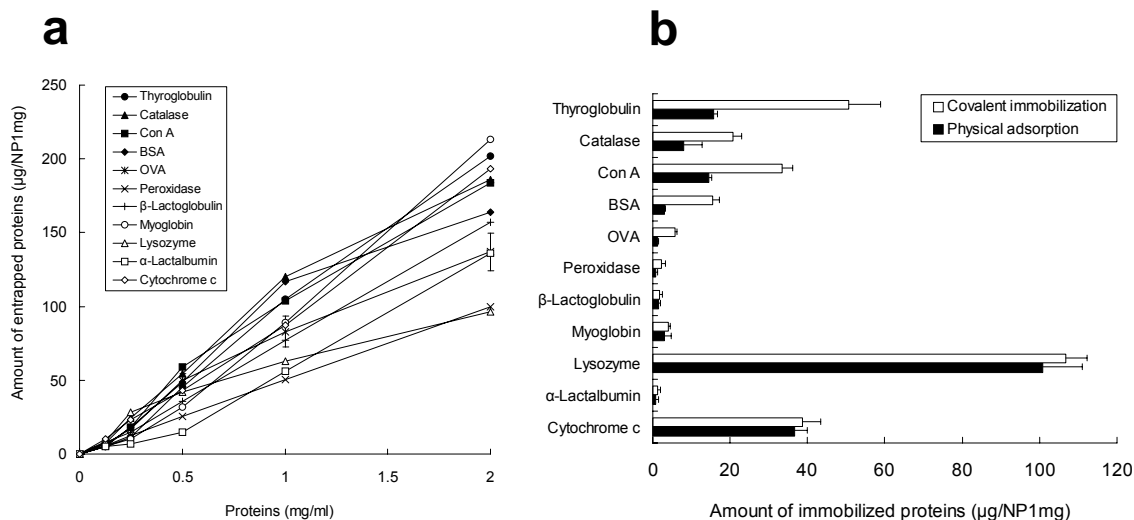 a
Amount of entrapped proteins (µg/NP1mg)
250
200
150
100
50
0
Thyroglobulin
Catalase
Con A
BSA
OVA
Peroxidase
β-Lactoglobulin
Myoglobin
Lysozyme
α-Lactalbumin
Cytochrome c
0
0.5
1
1.5
2
Proteins (mg/ml)
b
Thyroglobulin
Catalase
Con A
BSA
OVA
Peroxidase
β-Lactoglobulin
Myoglobin
Lysozyme
α-Lactalbumin
Cytochrome c
Covalent immobilization
Physical adsorption
0 20 40 60 80 100 120
Amount of immobilized proteins (µg/NP1mg)